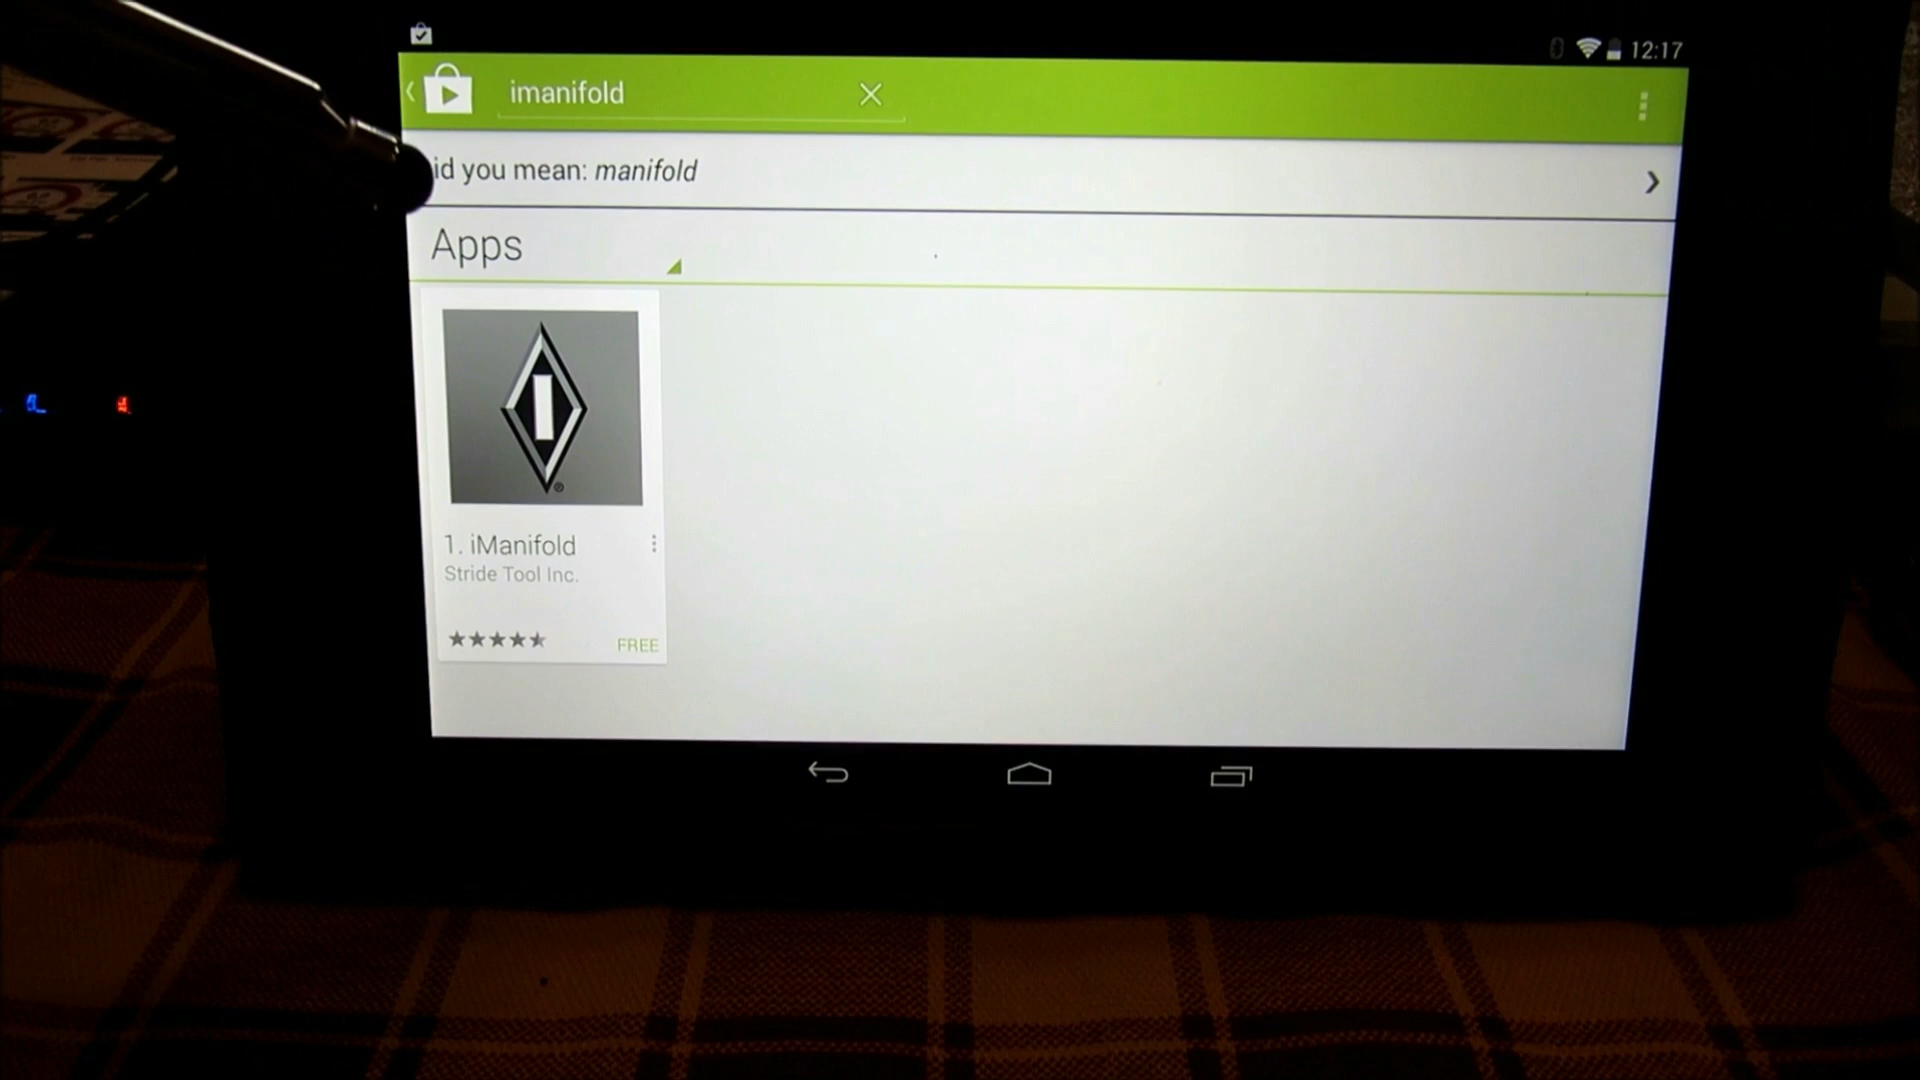 12:17
imanifold
id you mean: manifold
Apps
1. iManifold
Stride Tool Inc.
FREE